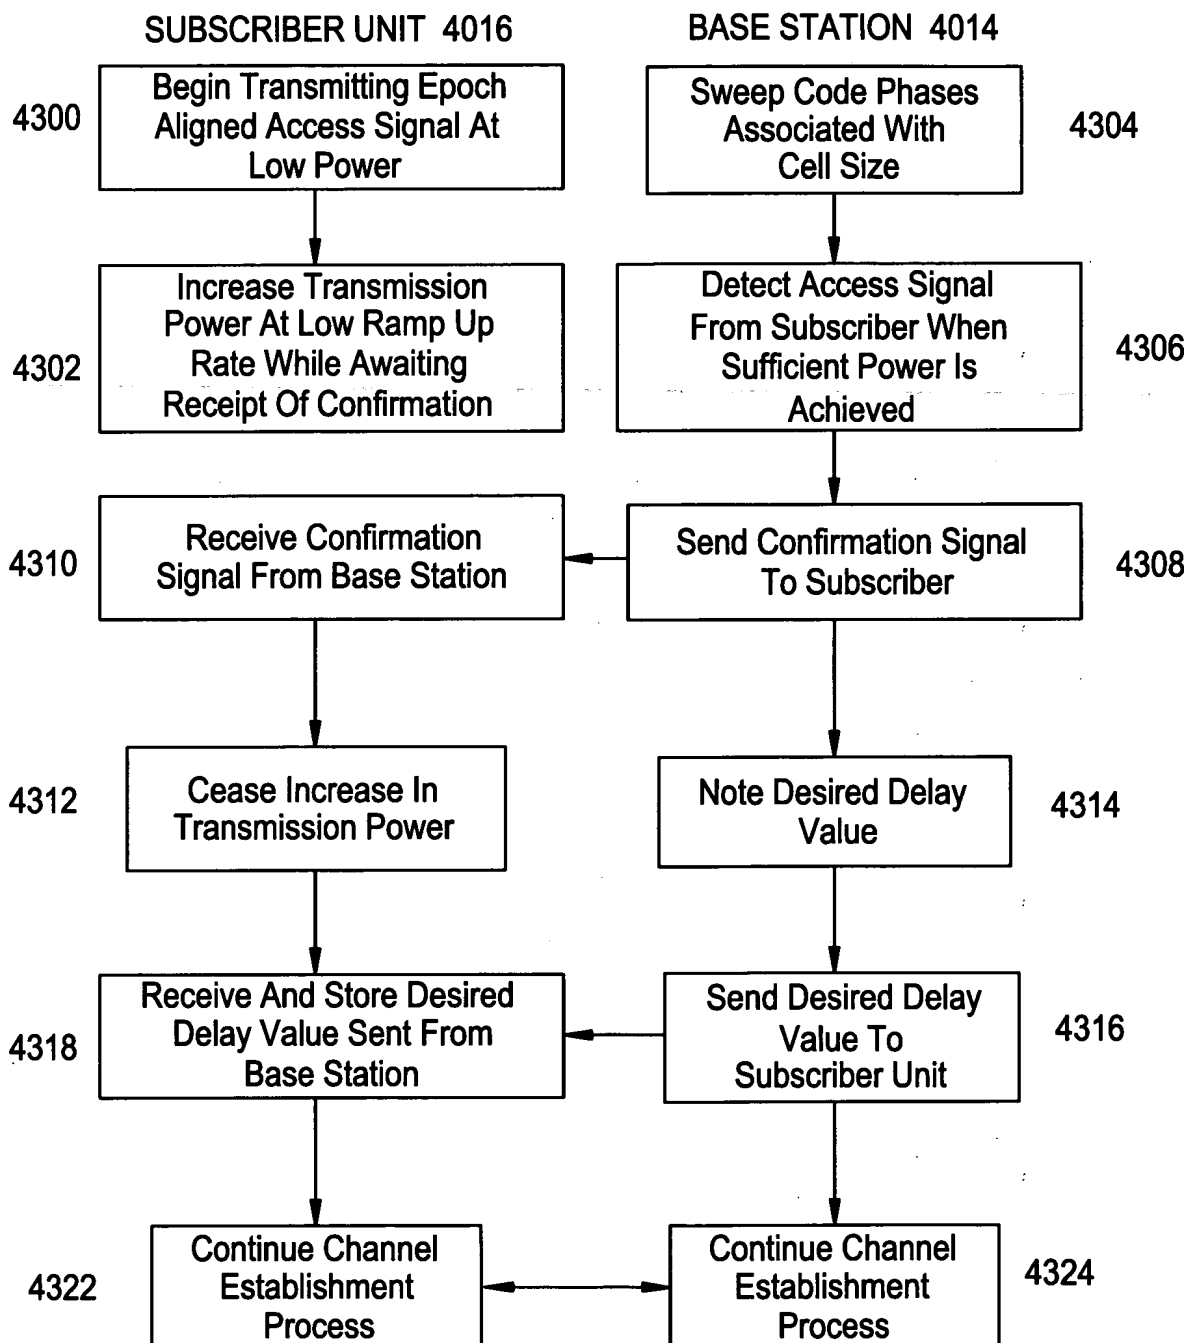 SUBSCRIBER UNIT 4016
BASE STATION 4014
4300
Begin Transmitting Epoch
Aligned Access Signal At
Low Power
Sweep Code Phases
Associated With
Cell Size
4304
4302
Increase Transmission
Power At Low Ramp Up
Rate While Awaiting
Receipt Of Confirmation
Detect Access Signal
From Subscriber When
Sufficient Power Is
Achieved
4306
4310
Receive Confirmation
Signal From Base Station
Send Confirmation Signal
To Subscriber
4308
4312
Cease Increase In
Transmission Power
Note Desired Delay
Value
4314
4318
Receive And Store Desired
Delay Value Sent From
Base Station
Send Desired Delay
Value To
Subscriber Unit
4316
4322
Continue Channel
Establishment
Process
Continue Channel
Establishment
Process
4324